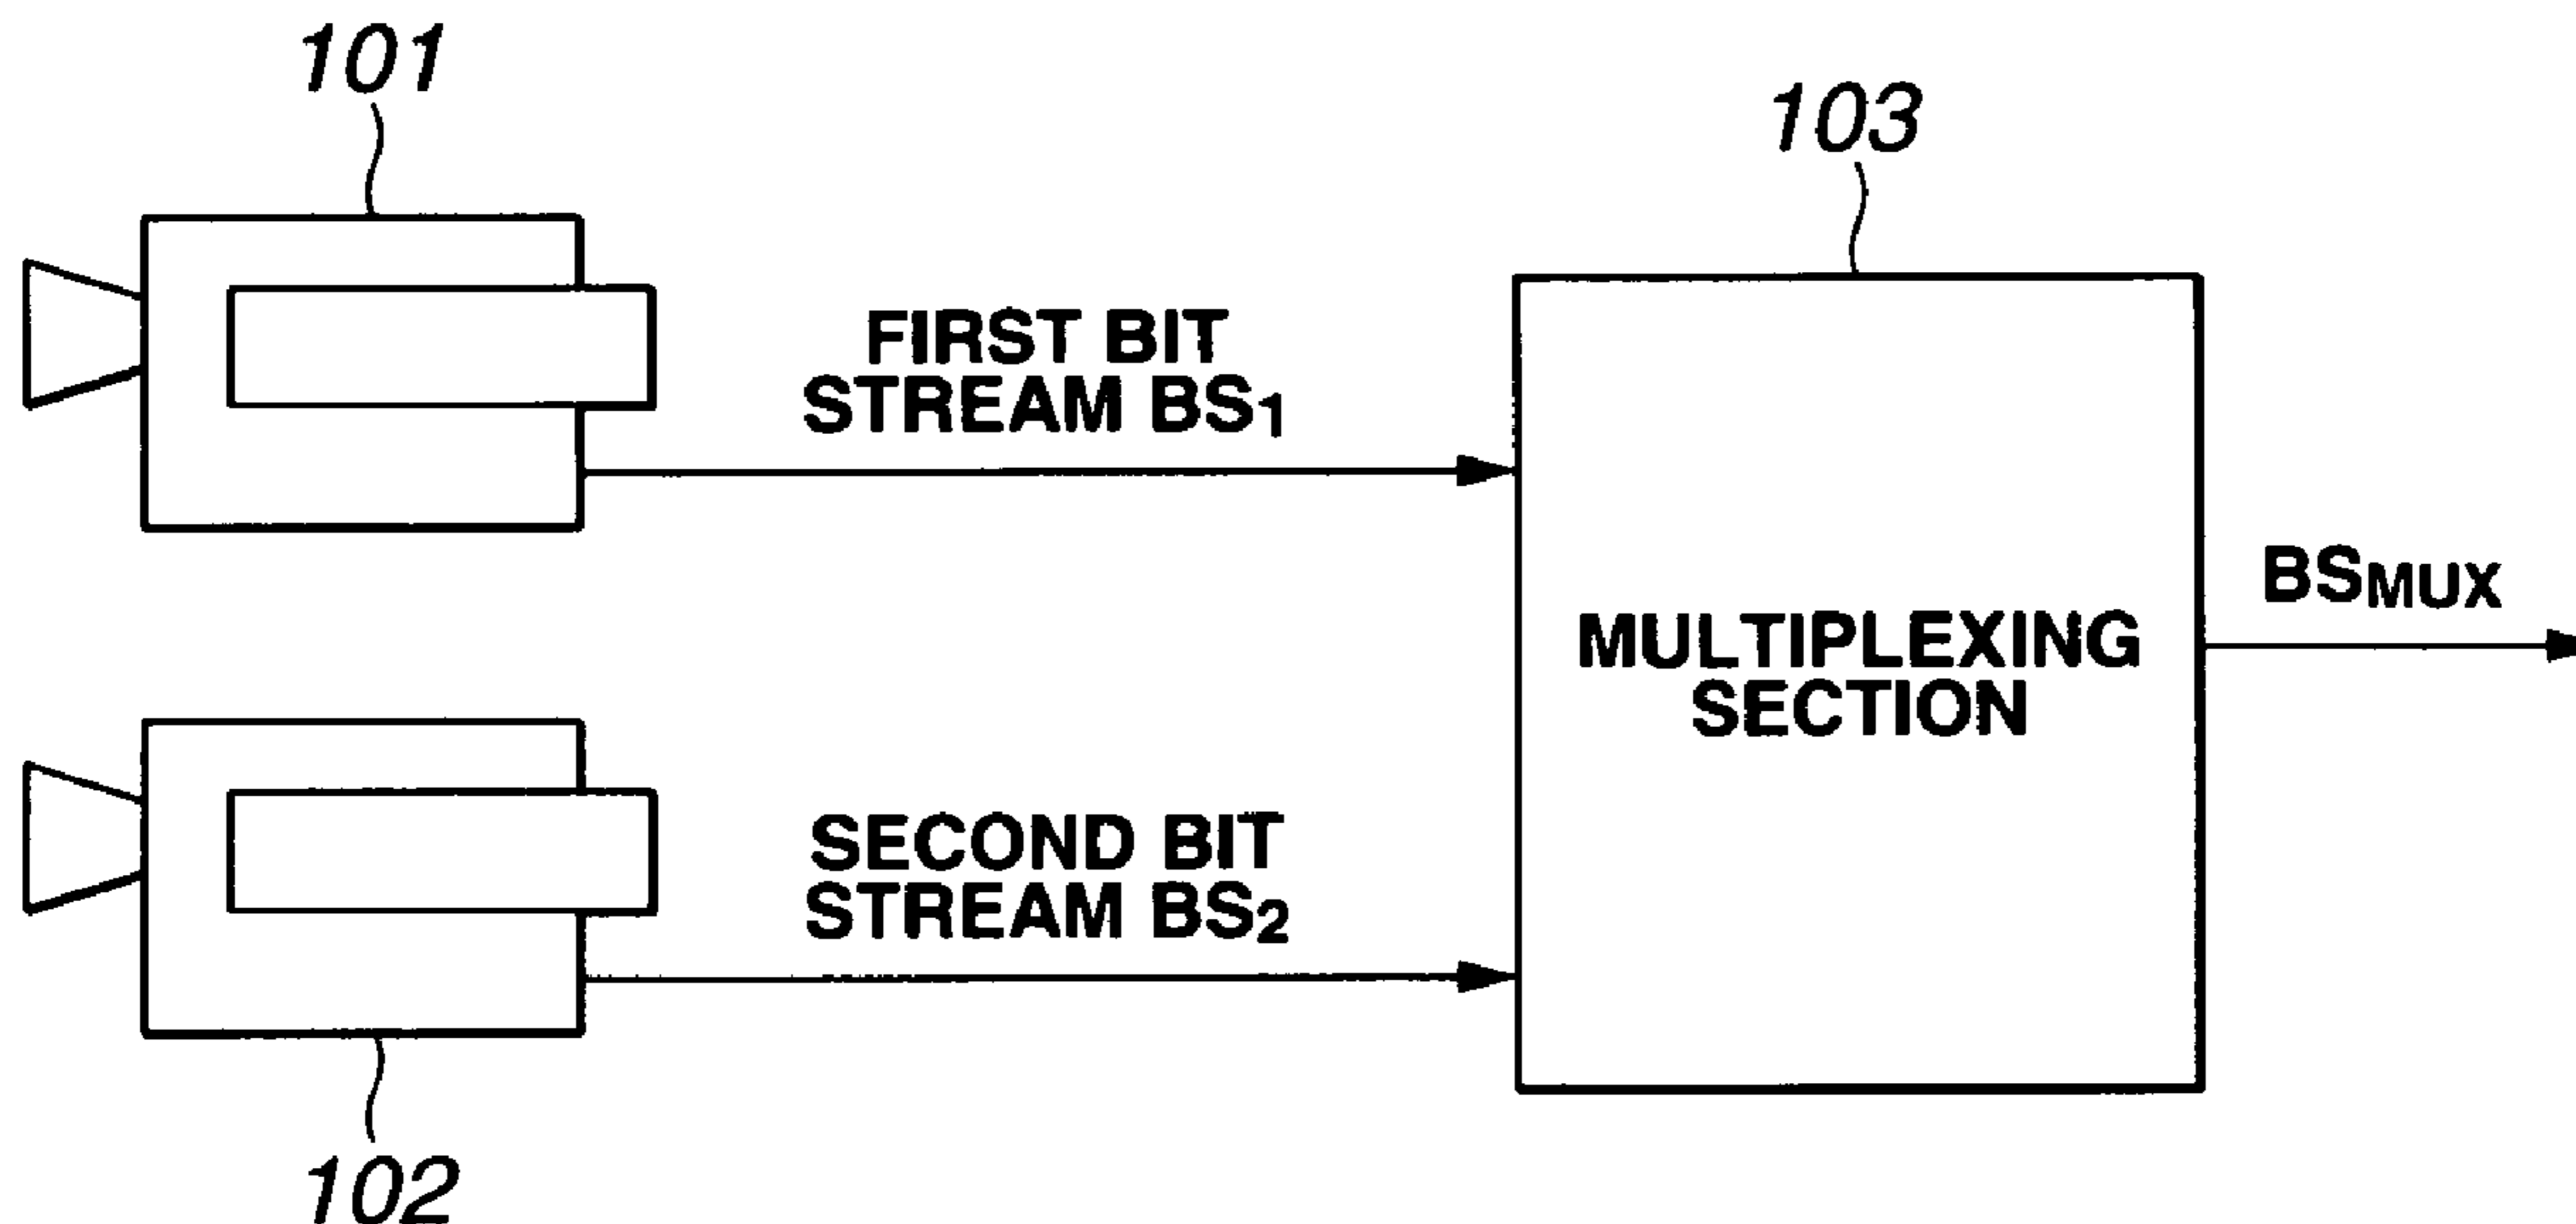 101
103
FIRST BIT
STREAM BS1
BSMUX
MULTIPLEXING
SECTION
SECOND BIT
STREAM BS2
102